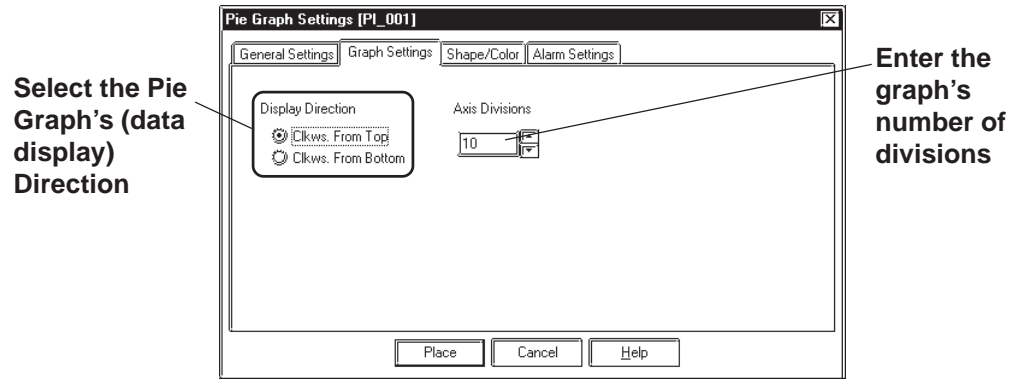 Pie Graph Settings [PI_001]
General Settings Graph Settings Shape/Color Alarm Settings
Select the Pie
Graph's (data
display)
Direction
Display Direction
Clkws. From Top
Clkws. From Bottom
Axis Divisions
10
Enter the
graph's
number of
divisions
Place Cancel Help